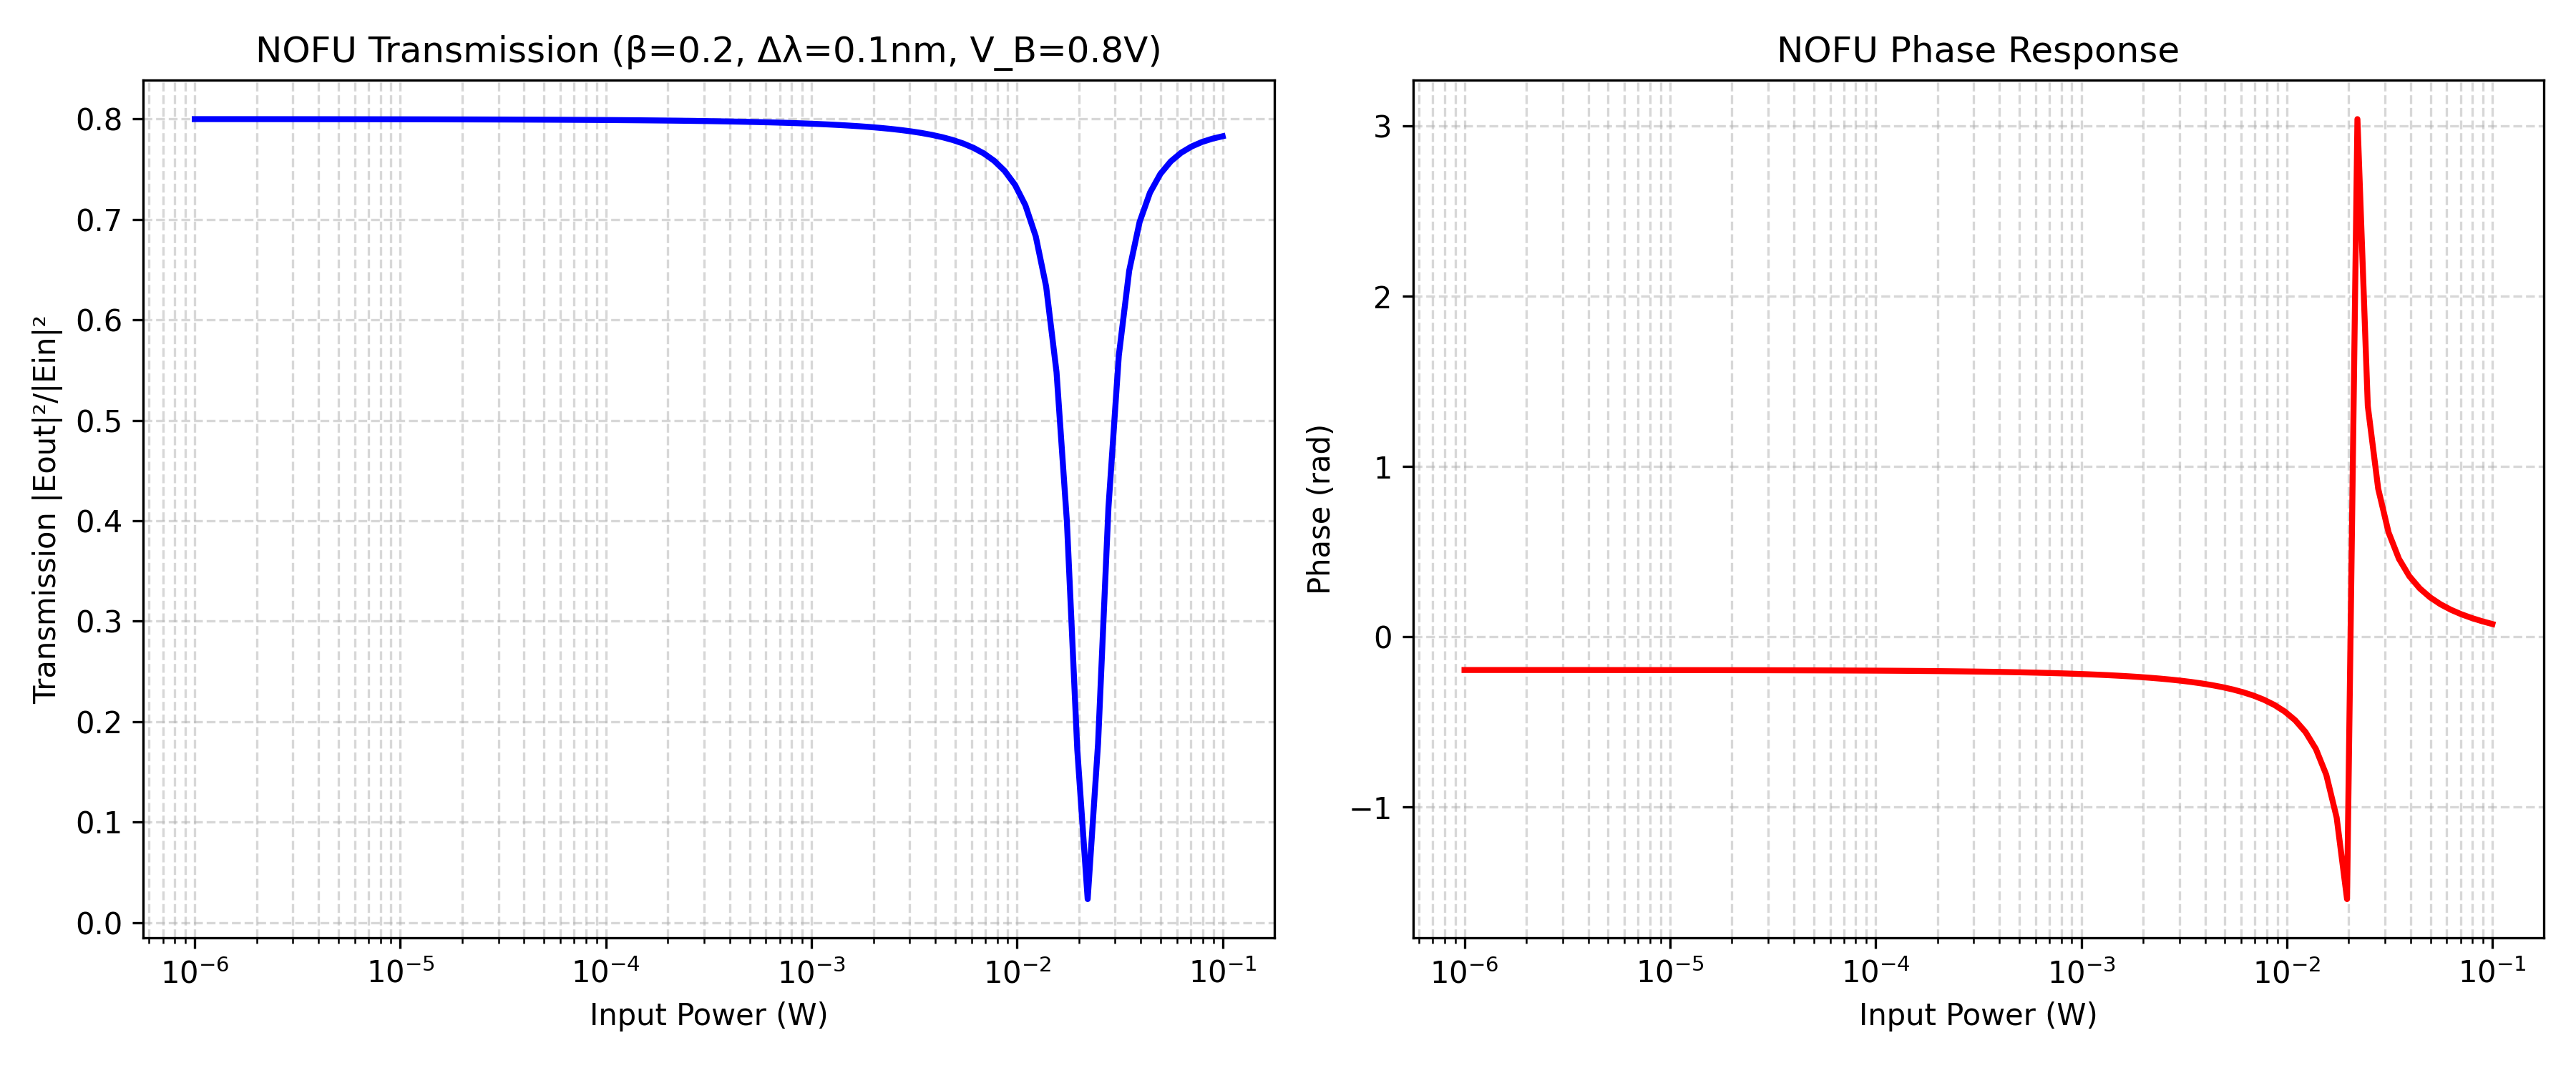 NOFU Transmission (β=0.2, Δλ=0.1nm, V_B=0.8V)
Transmission |Eout|²/|Ein|²
0.8
0.7
0.6
0.5
0.4
0.3
0.2
0.1
0.0
10⁻⁶ 10⁻⁵ 10⁻⁴ 10⁻³ 10⁻² 10⁻¹
Input Power (W)
NOFU Phase Response
Phase (rad)
3
2
1
0
−1
10⁻⁶ 10⁻⁵ 10⁻⁴ 10⁻³ 10⁻² 10⁻¹
Input Power (W)